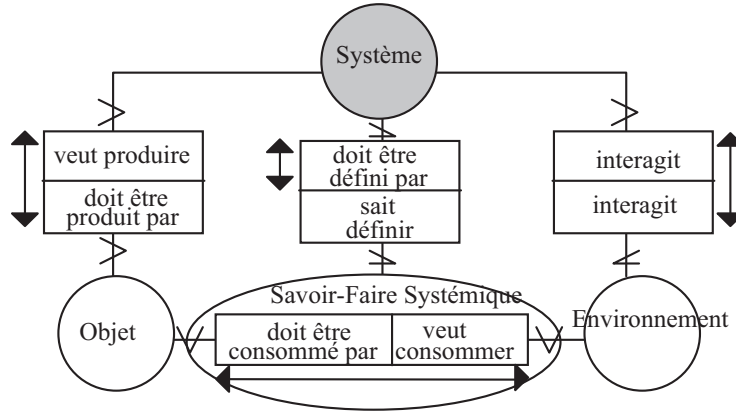 Système
veut produire
doit être
produit par
doit être
défini par
sait
définir
interagit
interagit
Savoir-Faire Systémique
Objet
doit être
consommé par
veut
consommer
Environnement